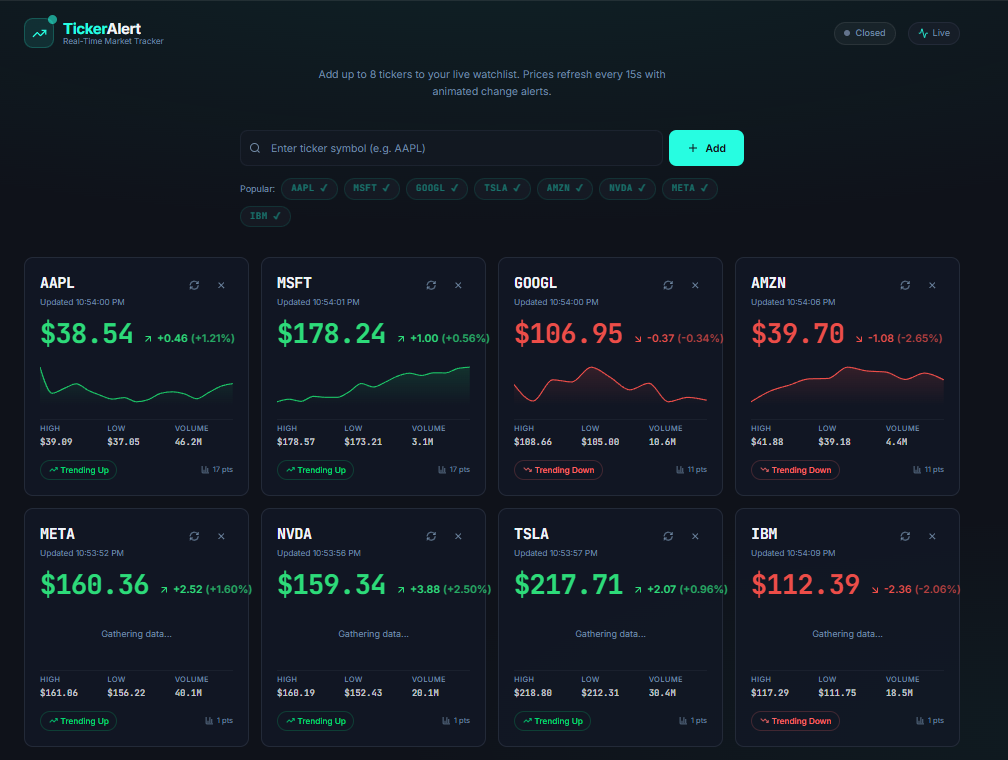 TickerAlert
Real-Time Market Tracker
Closed
Live
Add up to 8 tickers to your live watchlist. Prices refresh every 15s with
animated change alerts.
Enter ticker symbol (e.g. AAPL)
+ Add
Popular: AAPL ✓ MSFT ✓ GOOGL ✓ TSLA ✓ AMZN ✓ NVDA ✓ META ✓
IBM ✓
AAPL
Updated 10:54:00 PM
$38.54 +0.46 (+1.21%)
HIGH LOW VOLUME
$39.09 $37.05 46.2M
Trending Up 17 pts
MSFT
Updated 10:54:01 PM
$178.24 +1.00 (+0.56%)
HIGH LOW VOLUME
$178.57 $173.21 3.1M
Trending Up 17 pts
GOOGL
Updated 10:54:00 PM
$106.95 -0.37 (-0.34%)
HIGH LOW VOLUME
$108.66 $105.00 10.6M
Trending Down 11 pts
AMZN
Updated 10:54:06 PM
$39.70 -1.08 (-2.65%)
HIGH LOW VOLUME
$41.88 $39.18 4.4M
Trending Down 11 pts
META
Updated 10:53:52 PM
$160.36 +2.52 (+1.60%)
Gathering data...
HIGH LOW VOLUME
$161.06 $156.22 40.1M
Trending Up 1 pts
NVDA
Updated 10:53:56 PM
$159.34 +3.88 (+2.50%)
Gathering data...
HIGH LOW VOLUME
$160.19 $152.43 20.1M
Trending Up 1 pts
TSLA
Updated 10:53:57 PM
$217.71 +2.07 (+0.96%)
Gathering data...
HIGH LOW VOLUME
$218.80 $212.31 30.4M
Trending Up 1 pts
IBM
Updated 10:54:09 PM
$112.39 -2.36 (-2.06%)
Gathering data...
HIGH LOW VOLUME
$117.29 $111.75 18.5M
Trending Down 1 pts